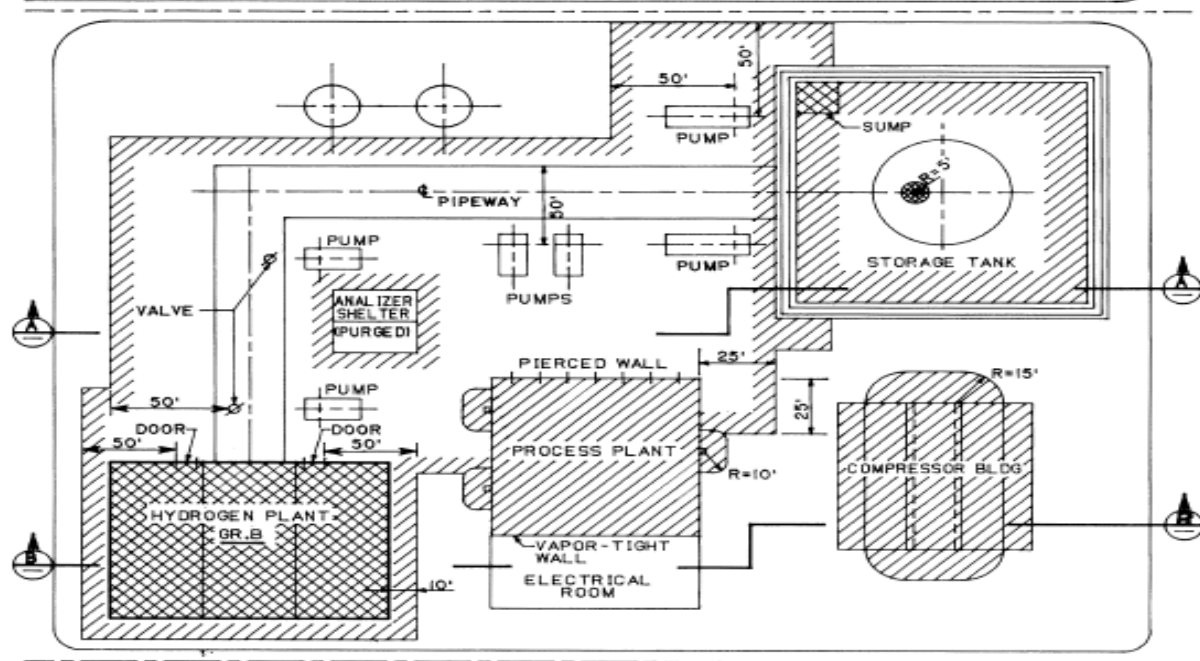 50'
50'
PUMP
SUMP
R=5'
℄ PIPEWAY
50'
PUMP
PUMP
PUMPS
STORAGE TANK
VALVE
ANALIZER
SHELTER
(PURGED)
A
A
PIERCED WALL
25'
PUMP
R=15'
50'
25'
DOOR
DOOR
50'
50'
PROCESS PLANT
R=10'
COMPRESSOR BLDG
HYDROGEN PLANT
GR.B
B
B
VAPOR-TIGHT
WALL
10'
ELECTRICAL
ROOM